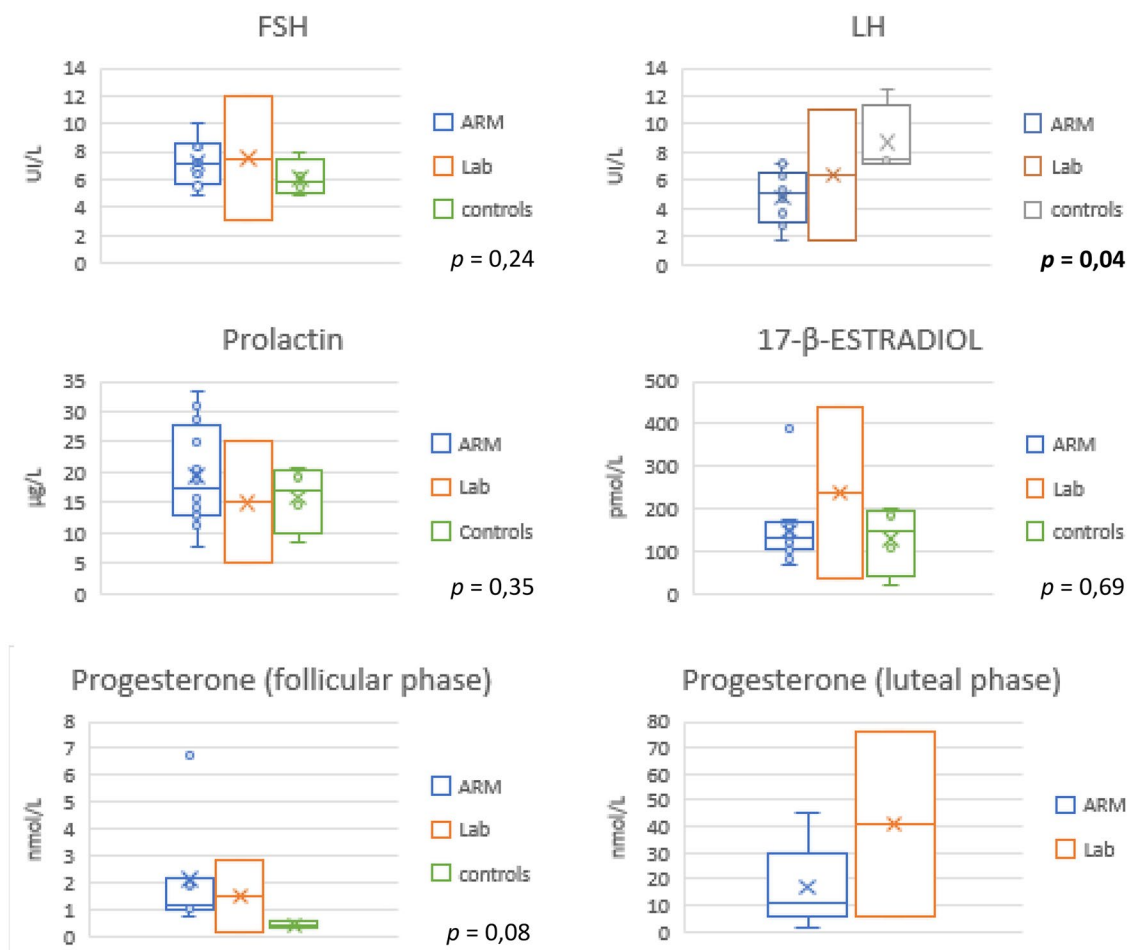 FSH
14
12
10
8
6
4
2
0
UI/L
ARM
Lab
controls
p = 0,24
LH
14
12
10
8
6
4
2
0
UI/L
ARM
Lab
controls
p = 0,04
Prolactin
35
30
25
20
15
10
5
0
µg/L
ARM
Lab
Controls
p = 0,35
17-β-ESTRADIOL
500
400
300
200
100
0
pmol/L
ARM
Lab
controls
p = 0,69
Progesterone (follicular phase)
8
7
6
5
4
3
2
1
0
nmol/L
ARM
Lab
controls
p = 0,08
Progesterone (luteal phase)
80
70
60
50
40
30
20
10
0
nmol/L
ARM
Lab